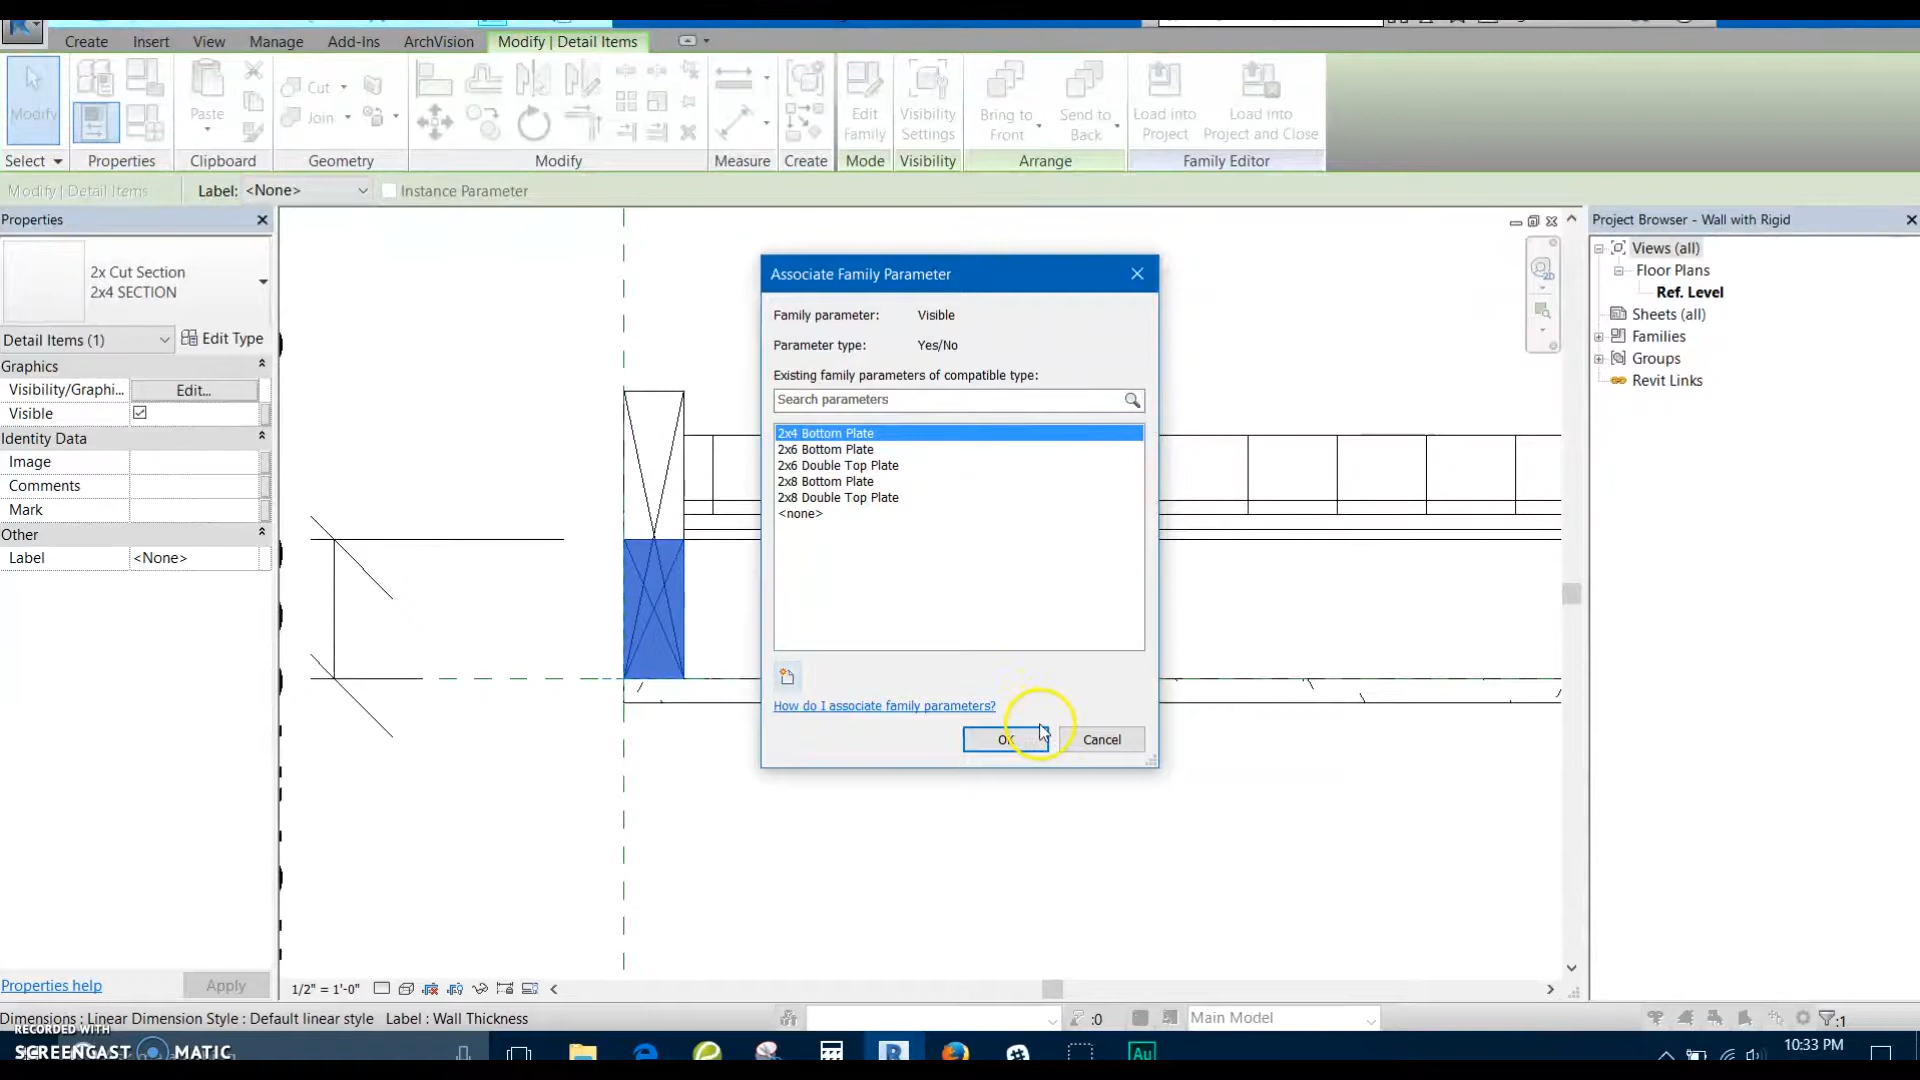 Create Insert View Manage Add-Ins ArchVision Modify | Detail Items
Modify
Paste
Cut
Join
Edit Family
Visibility Settings
Bring to Front
Send to Back
Load into Project
Load into Project and Close
Select Properties Clipboard Geometry Modify Measure Create Mode Visibility Arrange Family Editor
Modify | Detail Items Label: <None> Instance Parameter
Properties
2x Cut Section
2x4 SECTION
Detail Items (1) Edit Type
Graphics
Visibility/Graphi... Edit...
Visible
Identity Data
Image
Comments
Mark
Other
Label <None>
Properties help Apply
Associate Family Parameter
Family parameter: Visible
Parameter type: Yes/No
Existing family parameters of compatible type:
Search parameters
2x4 Bottom Plate
2x6 Bottom Plate
2x6 Double Top Plate
2x8 Bottom Plate
2x8 Double Top Plate
<none>
How do I associate family parameters?
OK Cancel
Project Browser - Wall with Rigid
Views (all)
Floor Plans
Ref. Level
Sheets (all)
Families
Groups
Revit Links
2D
1/2" = 1'-0"
Dimensions : Linear Dimension Style : Default linear style Label : Wall Thickness
:0
Main Model
:1
RECORDED WITH
SCREENCAST MATIC
R
Au
10:33 PM